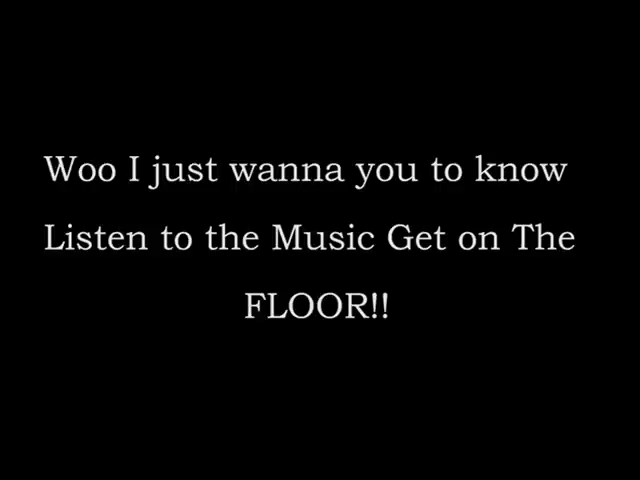 Woo I just wanna you to know
Listen to the Music Get on The
FLOOR!!